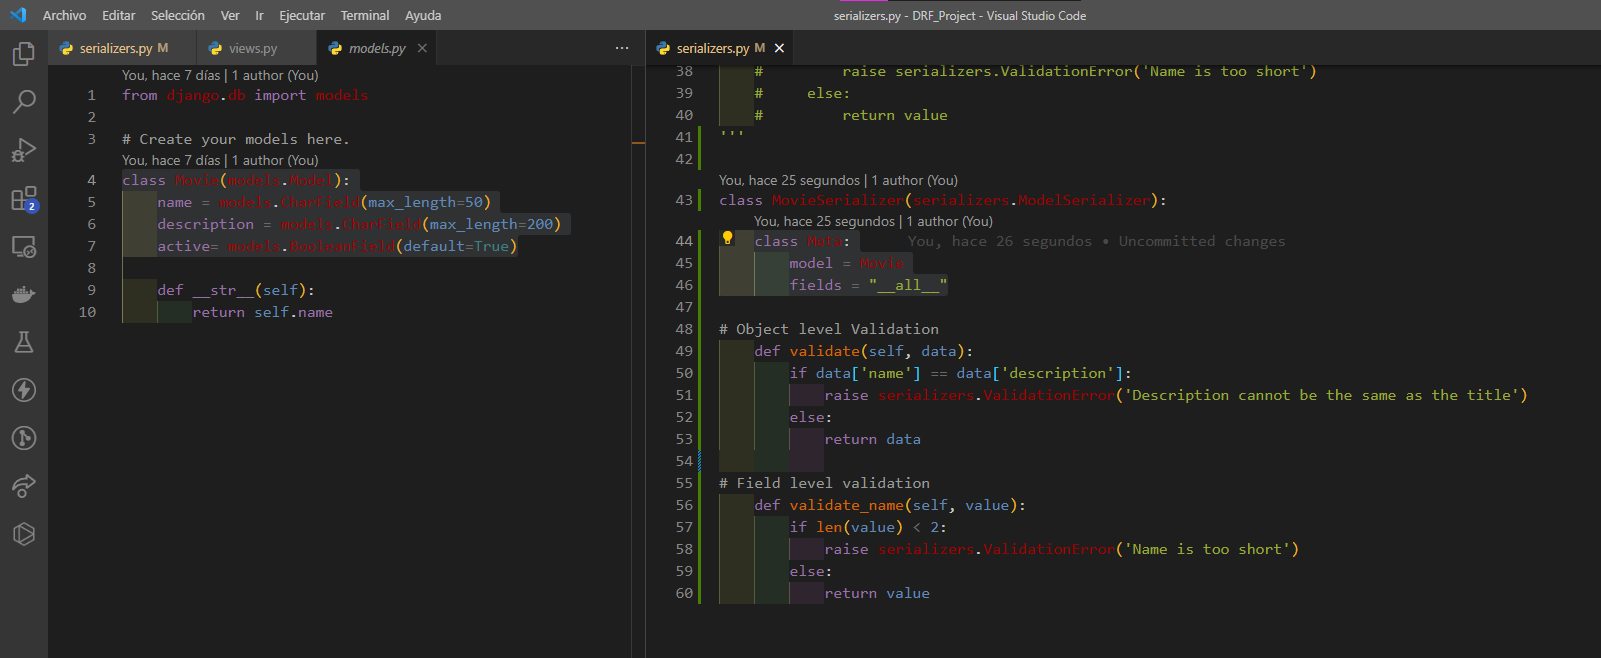 Archivo Editar Selección Ver Ir Ejecutar Terminal Ayuda
serializers.py - DRF_Project - Visual Studio Code
serializers.py M
views.py
models.py
...
You, hace 7 días | 1 author (You)
1 from django.db import models
2
3 # Create your models here.
You, hace 7 días | 1 author (You)
4 class Movie(models.Model):
5 name = models.CharField(max_length=50)
6 description = models.CharField(max_length=200)
7 active= models.BooleanField(default=True)
8
9 def __str__(self):
10 return self.name
2
serializers.py M
38 # raise serializers.ValidationError('Name is too short')
39 # else:
40 # return value
41 '''
42
You, hace 25 segundos | 1 author (You)
43 class MovieSerializer(serializers.ModelSerializer):
You, hace 25 segundos | 1 author (You)
44 class Meta: You, hace 26 segundos • Uncommitted changes
45 model = Movie
46 fields = "__all__"
47
48 # Object level Validation
49 def validate(self, data):
50 if data['name'] == data['description']:
51 raise serializers.ValidationError('Description cannot be the same as the title')
52 else:
53 return data
54
55 # Field level validation
56 def validate_name(self, value):
57 if len(value) < 2:
58 raise serializers.ValidationError('Name is too short')
59 else:
60 return value